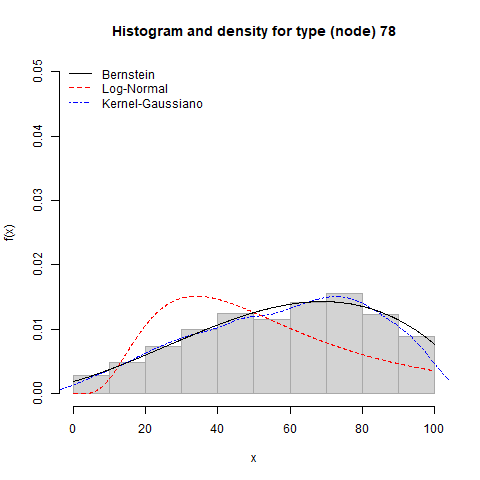 Histogram and density for type (node) 78
Bernstein
Log-Normal
Kernel-Gaussiano
f(x)
0.05
0.04
0.03
0.02
0.01
0.00
0 20 40 60 80 100
x